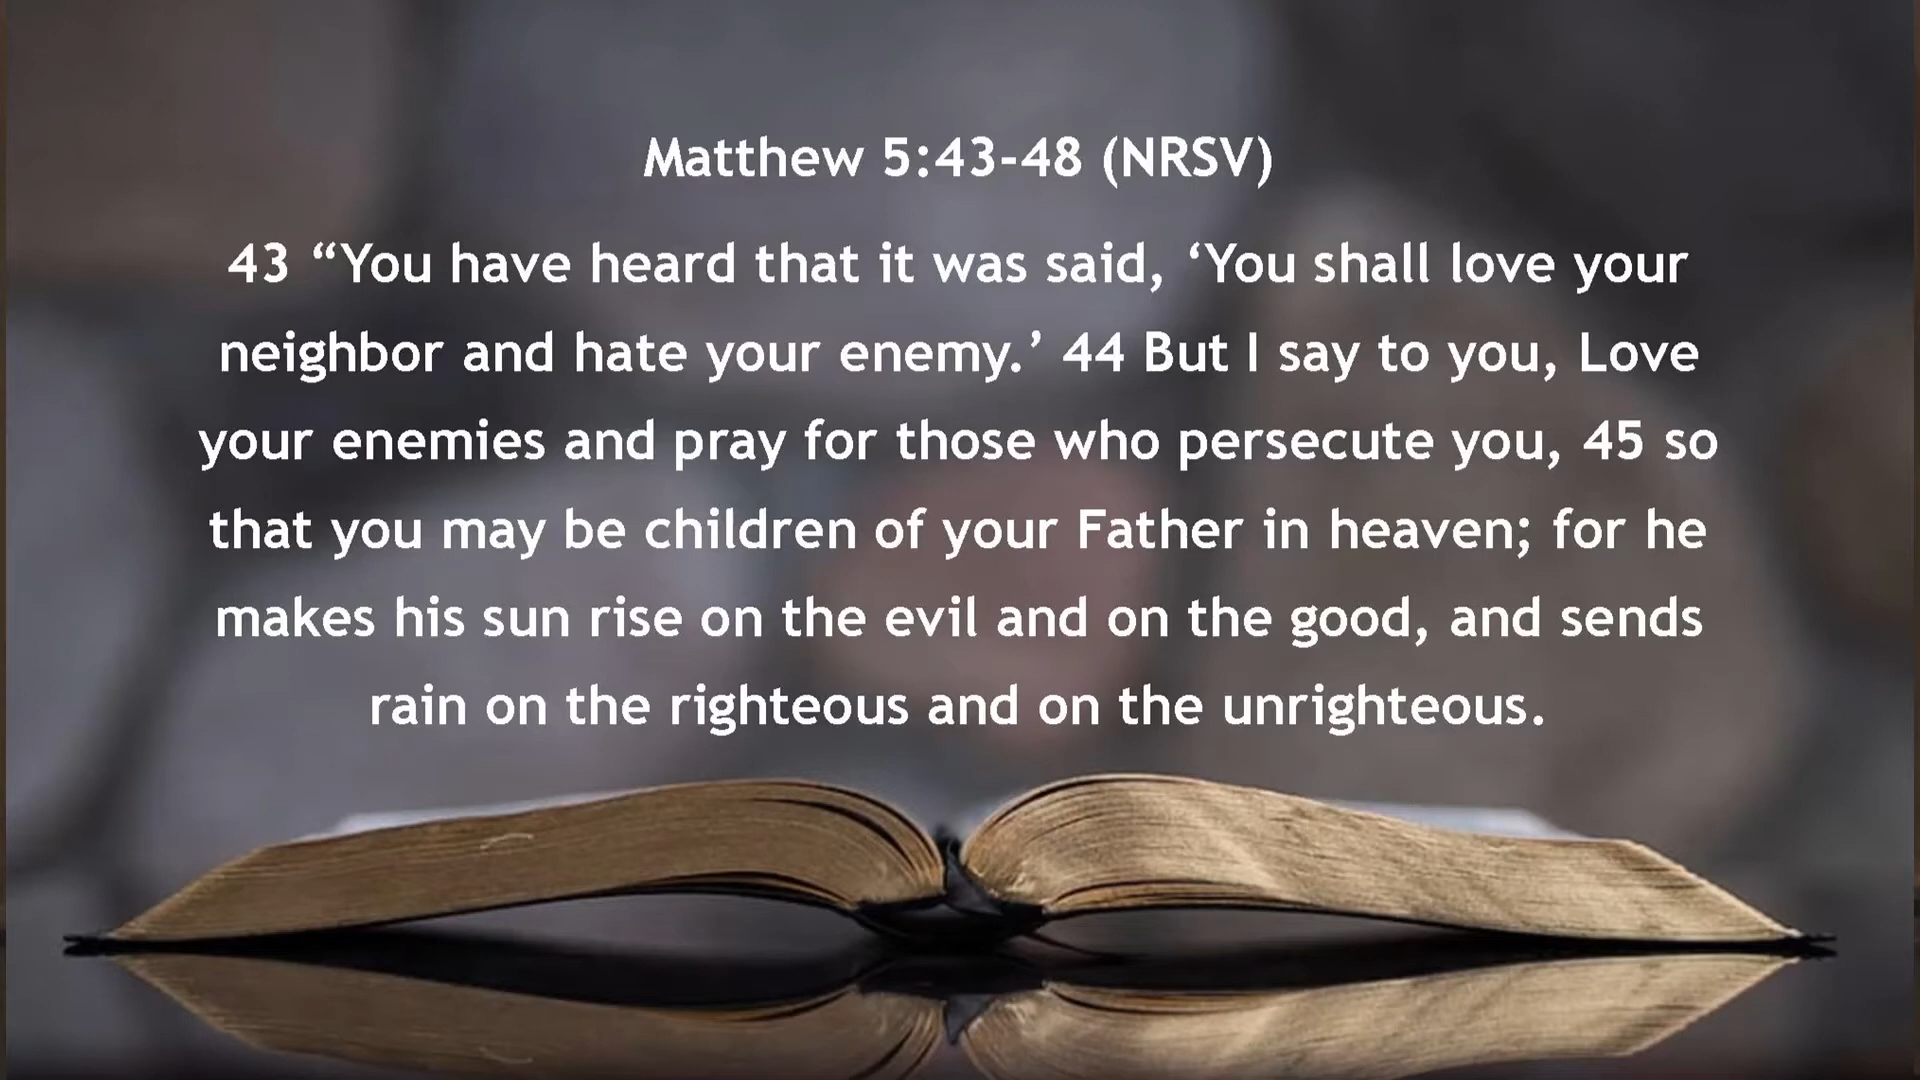 Matthew 5:43-48 (NRSV)
43 “You have heard that it was said, ‘You shall love your
neighbor and hate your enemy.’ 44 But I say to you, Love
your enemies and pray for those who persecute you, 45 so
that you may be children of your Father in heaven; for he
makes his sun rise on the evil and on the good, and sends
rain on the righteous and on the unrighteous.